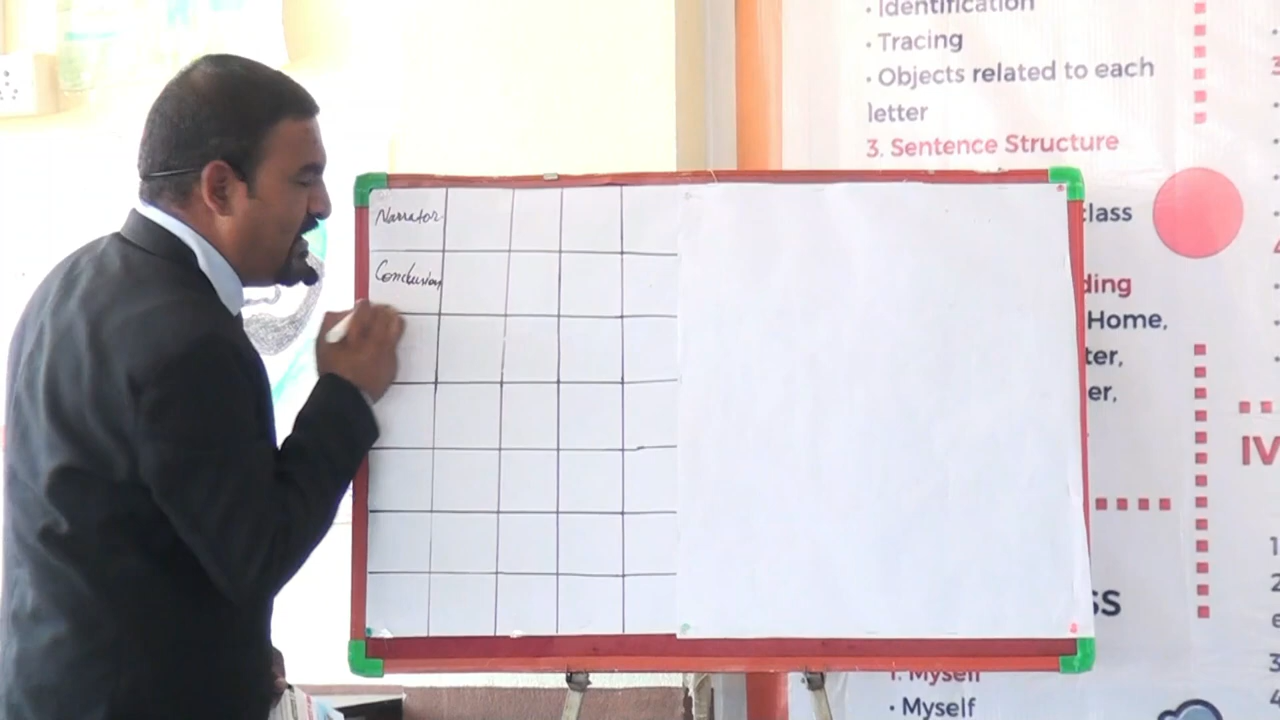 • Identification
• Tracing
• Objects related to each
letter
3. Sentence Structure
class
ding
Home,
ter,
er,
IV
SS
1. Myself
• Myself
Narrator
Conclusion